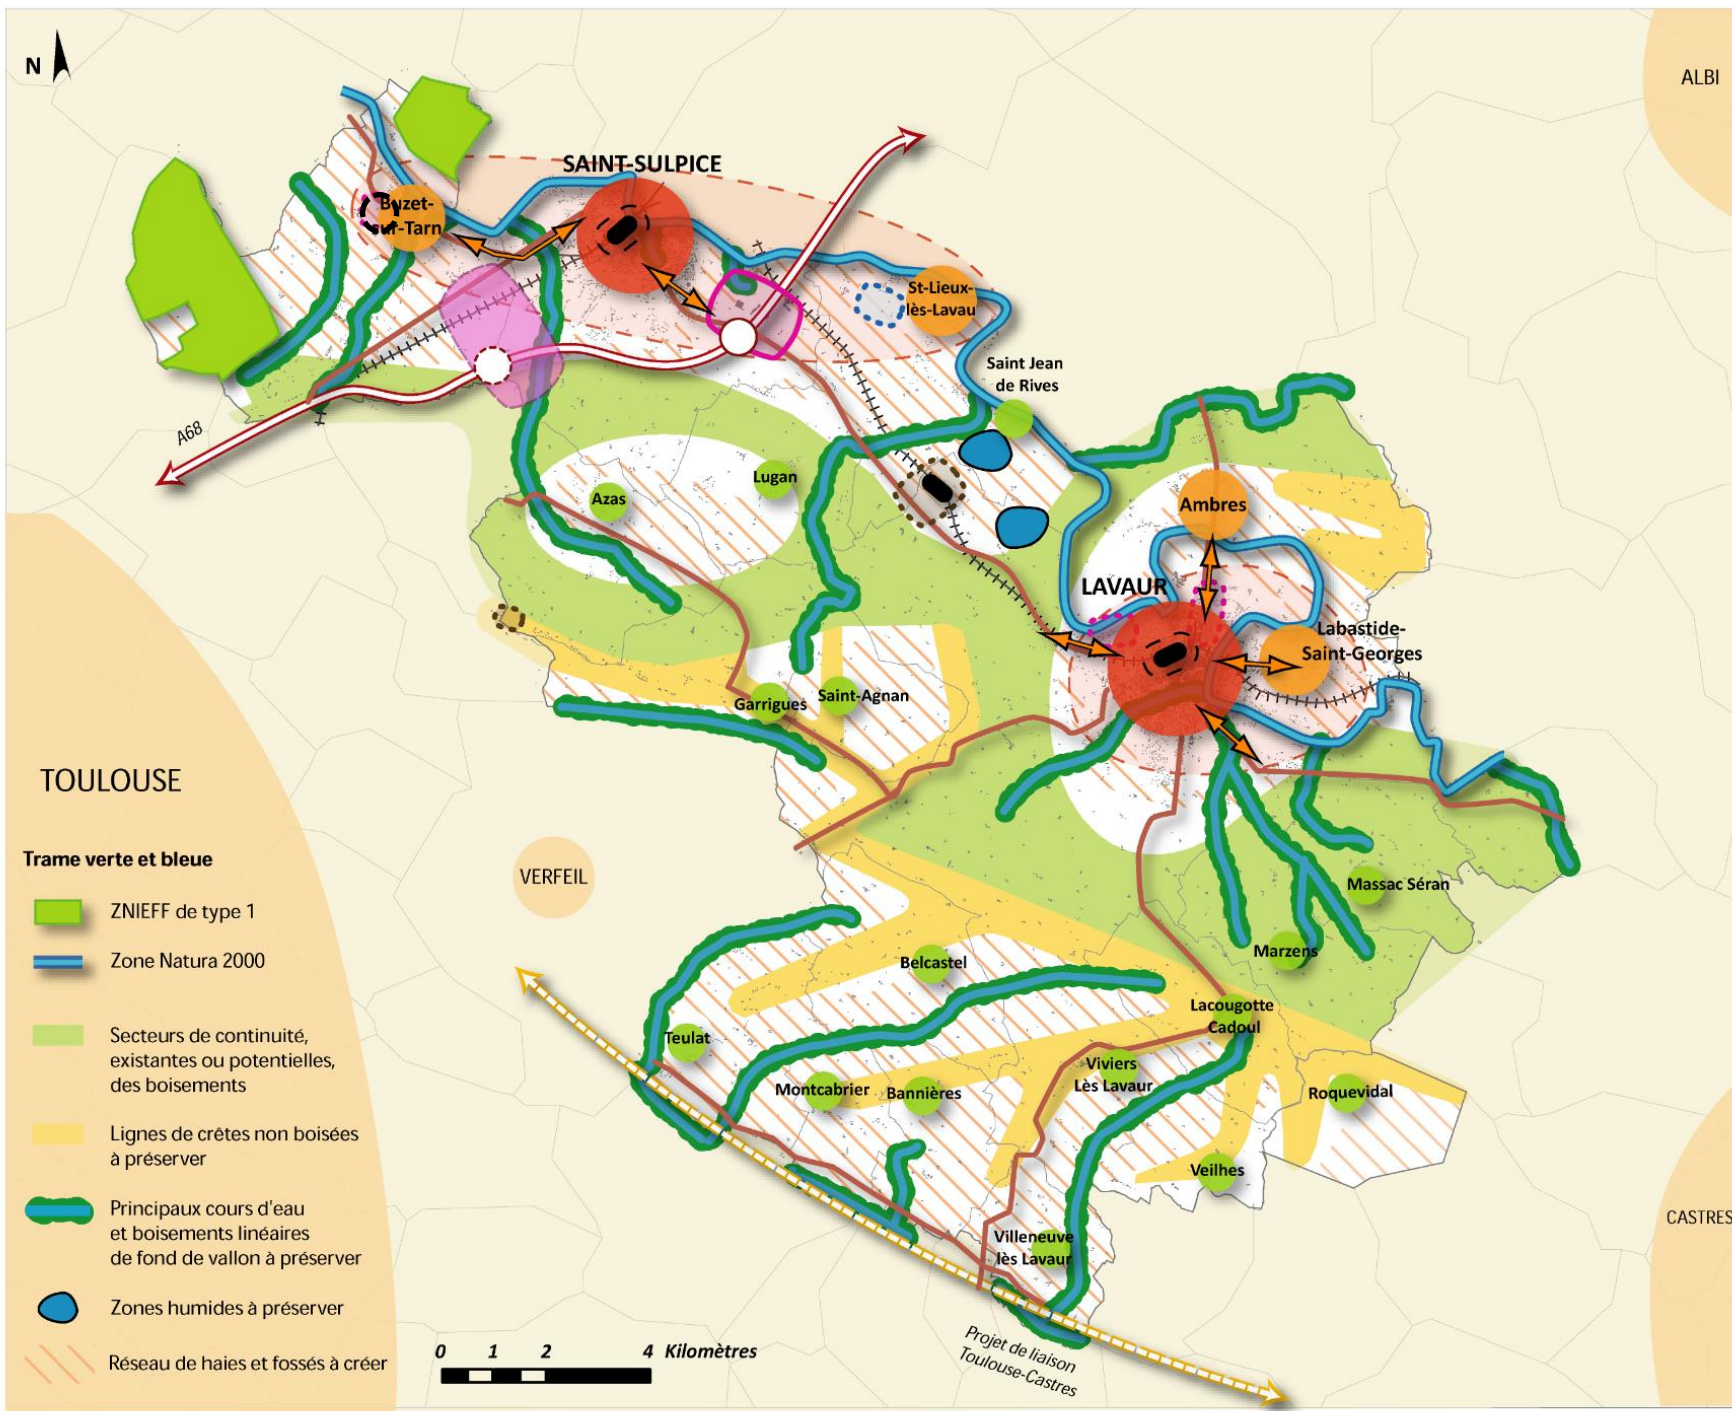 N
ALBI
SAINT-SULPICE
Buzet-
sur-Tarn
St-Lieux-
lès-Lavau
Saint Jean
de Rives
A68
Lugan
Azas
Ambres
LAVAUR
Labastide-
Saint-Georges
Garrigues
Saint-Agnan
TOULOUSE
VERFEIL
Massac Séran
Marzens
Belcastel
Lacougotte
Cadoul
Teulat
Viviers
Lès Lavaur
Montcabrier
Bannières
Roquevidal
Veilhes
CASTRES
Villeneuve
lès Lavaur
Projet de liaison
Toulouse-Castres
Trame verte et bleue
ZNIEFF de type 1
Zone Natura 2000
Secteurs de continuité,
existantes ou potentielles,
des boisements
Lignes de crêtes non boisées
à préserver
Principaux cours d'eau
et boisements linéaires
de fond de vallon à préserver
Zones humides à préserver
Réseau de haies et fossés à créer
0 1 2 4 Kilomètres